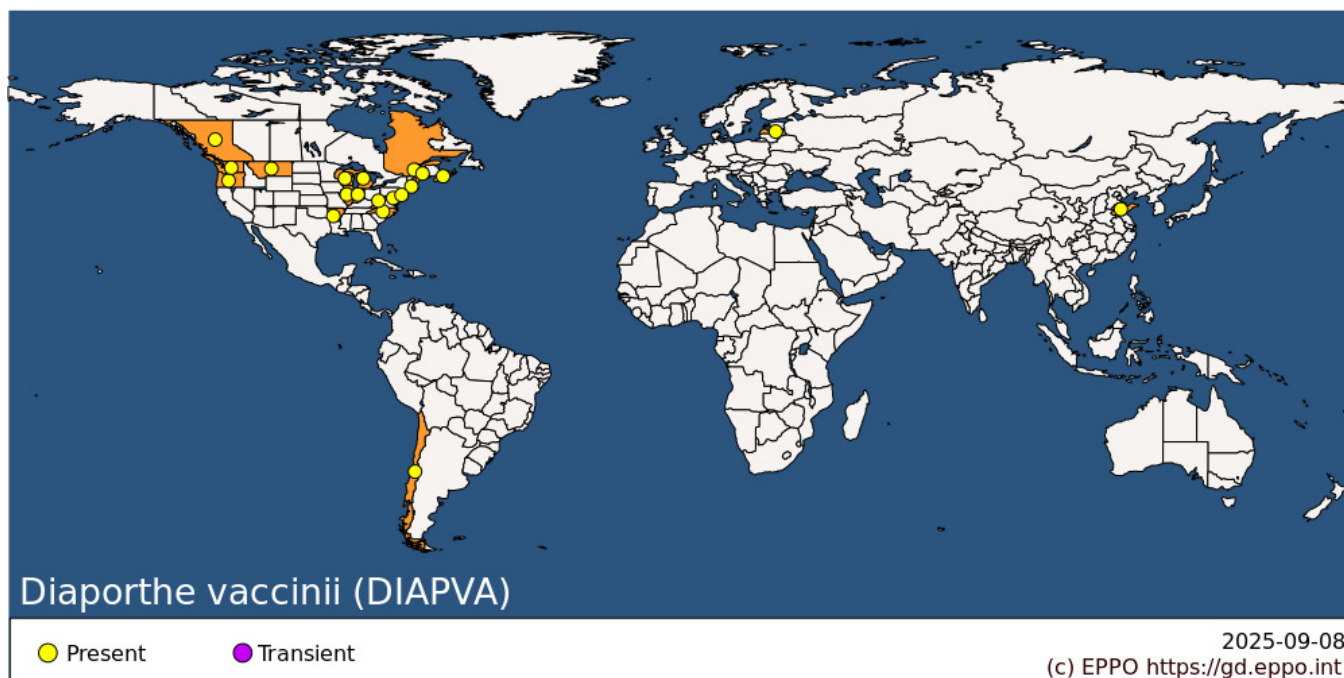 Diaporthe vaccinii (DIAPVA)
Present
Transient
2025-09-08
(c) EPPO https://gd.eppo.int